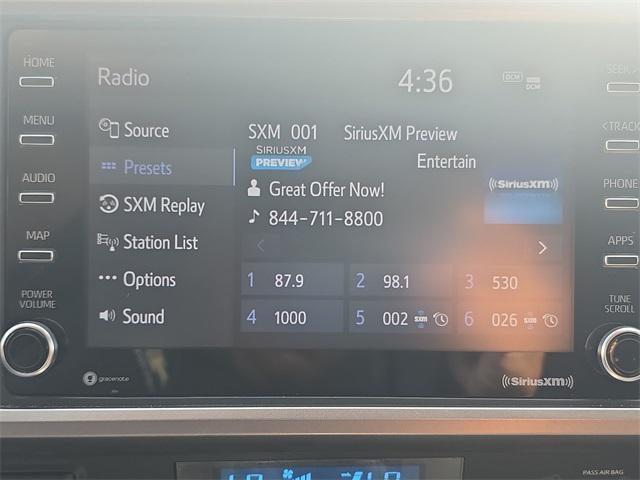 HOME
MENU
AUDIO
MAP
POWER
VOLUME
Radio
4:36
DCM
DCM
Source
Presets
SXM Replay
Station List
Options
Sound
SXM 001 SiriusXM Preview
SIRIUSXM
PREVIEW
Entertain
Great Offer Now!
844-711-8800
((SiriusXM))
1 87.9
2 98.1
3 530
4 1000
5 002 SXM
6 026 SXM
gracenote
((SiriusXM))
SEEK >
< TRACK
PHONE
APPS
TUNE
SCROLL
PASS AIR BAG